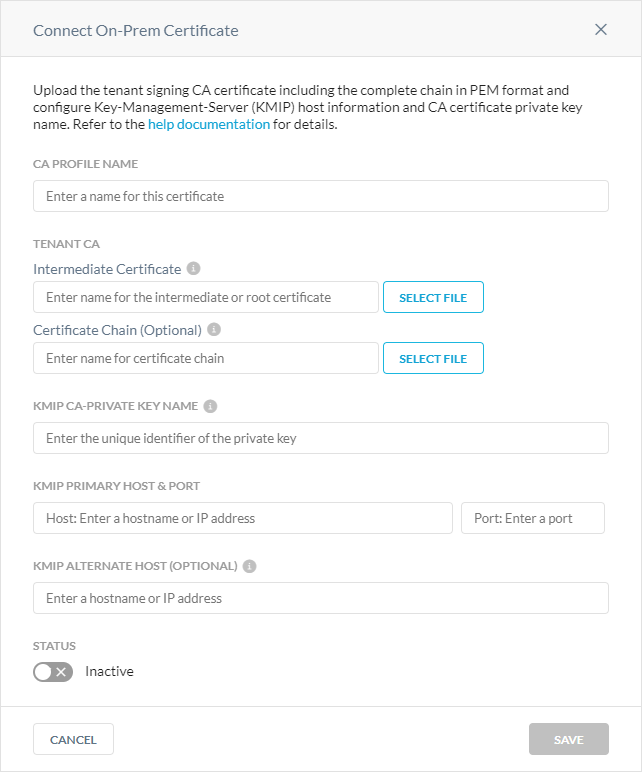 Connect On-Prem Certificate
Upload the tenant signing CA certificate including the complete chain in PEM format and
configure Key-Management-Server (KMIP) host information and CA certificate private key
name. Refer to the help documentation for details.
CA PROFILE NAME
Enter a name for this certificate
TENANT CA
Intermediate Certificate
Enter name for the intermediate or root certificate
SELECT FILE
Certificate Chain (Optional)
Enter name for certificate chain
SELECT FILE
KMIP CA-PRIVATE KEY NAME
Enter the unique identifier of the private key
KMIP PRIMARY HOST & PORT
Host: Enter a hostname or IP address
Port: Enter a port
KMIP ALTERNATE HOST (OPTIONAL)
Enter a hostname or IP address
STATUS
Inactive
CANCEL
SAVE